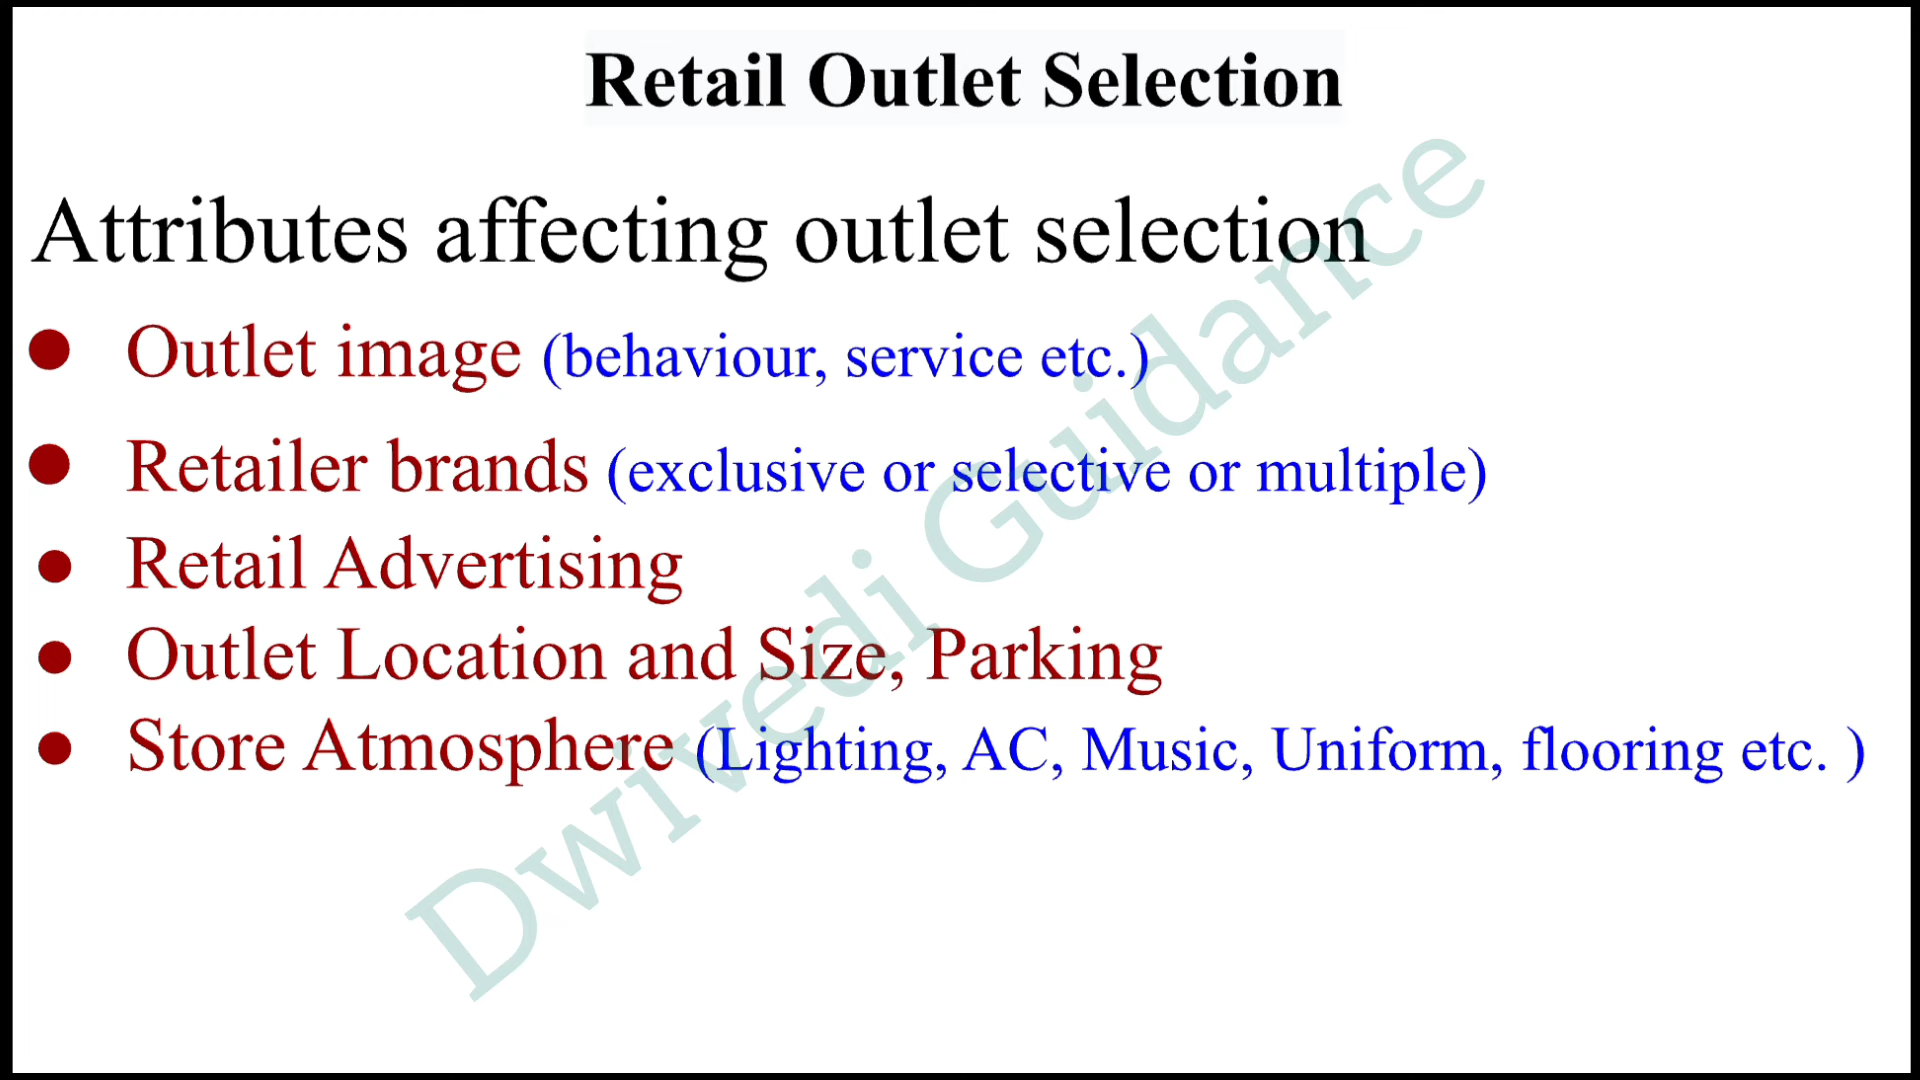 Retail Outlet Selection
Attributes affecting outlet selection
● Outlet image (behaviour, service etc.)
● Retailer brands (exclusive or selective or multiple)
● Retail Advertising
● Outlet Location and Size, Parking
● Store Atmosphere (Lighting, AC, Music, Uniform, flooring etc. )
Dwivedi Guidance